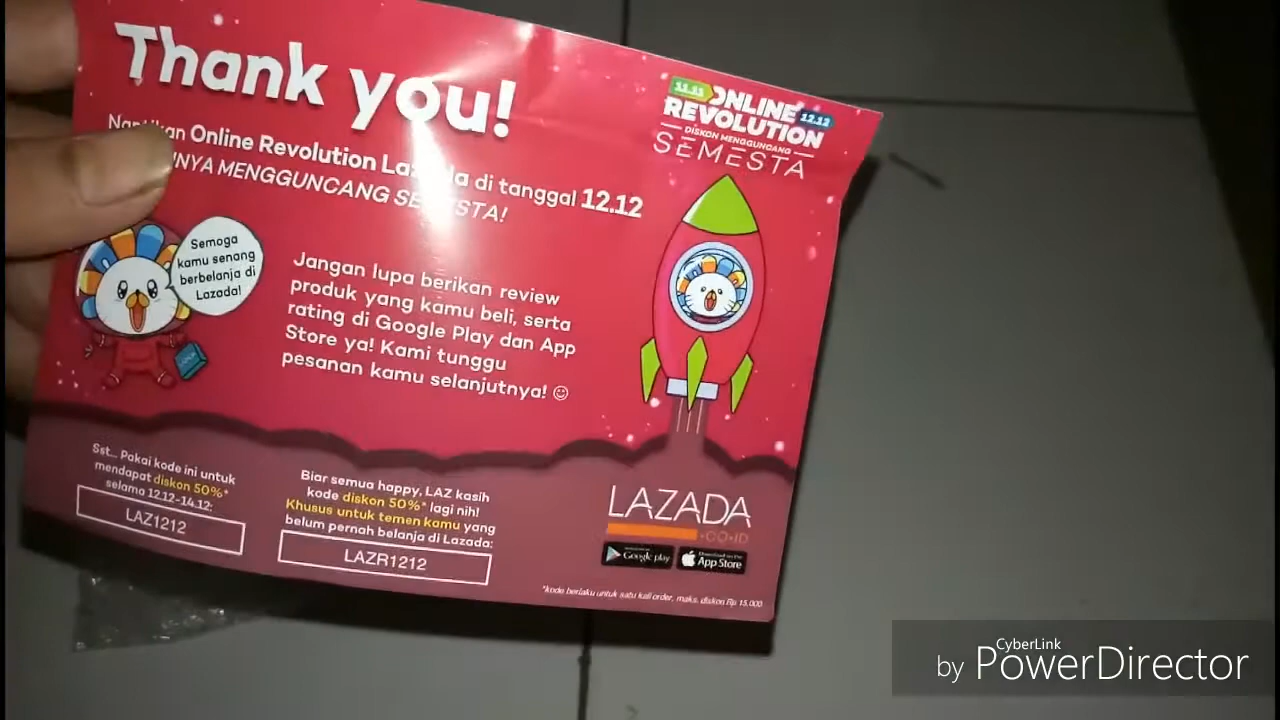 Thank you!
Nantikan Online Revolution Lazada di tanggal 12.12
MENGGUNCANG SEMESTA!
11.11
ONLINE
12.12
REVOLUTION
DISKON MENGGUNCANG
SEMESTA
Semoga
kamu senang
berbelanja di
Lazada!
Jangan lupa berikan review
produk yang kamu beli, serta
rating di Google Play dan App
Store ya! Kami tunggu
pesanan kamu selanjutnya! ☺
Sst... Pakai kode ini untuk
mendapat diskon 50%*
selama 12.12-14.12:
LAZ1212
Biar semua happy, LAZ kasih
kode diskon 50%* lagi nih!
Khusus untuk temen kamu yang
belum pernah belanja di Lazada:
LAZR1212
LAZADA
.CO.ID
Google play
Download on the
App Store
*kode berlaku untuk satu kali order, maks. diskon Rp 15.000
CyberLink
by PowerDirector